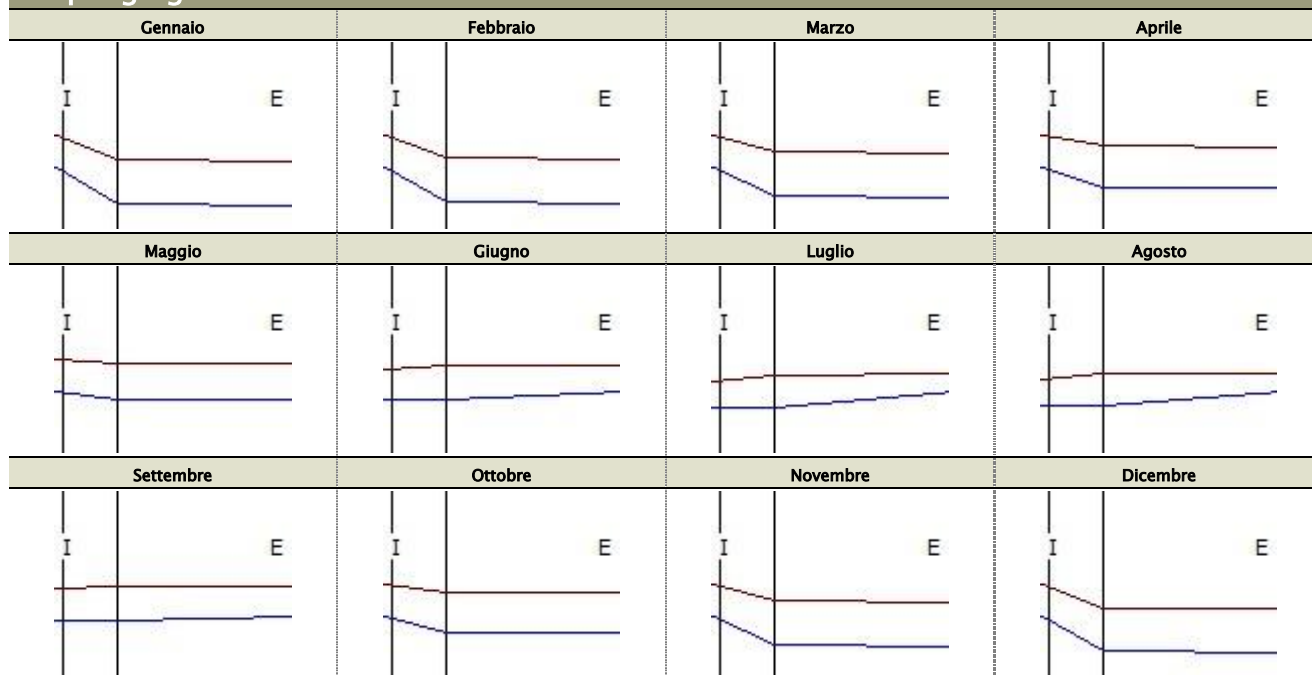 Gennaio Febbraio Marzo Aprile
I E I E I E I E
Maggio Giugno Luglio Agosto
I E I E I E I E
Settembre Ottobre Novembre Dicembre
I E I E I E I E